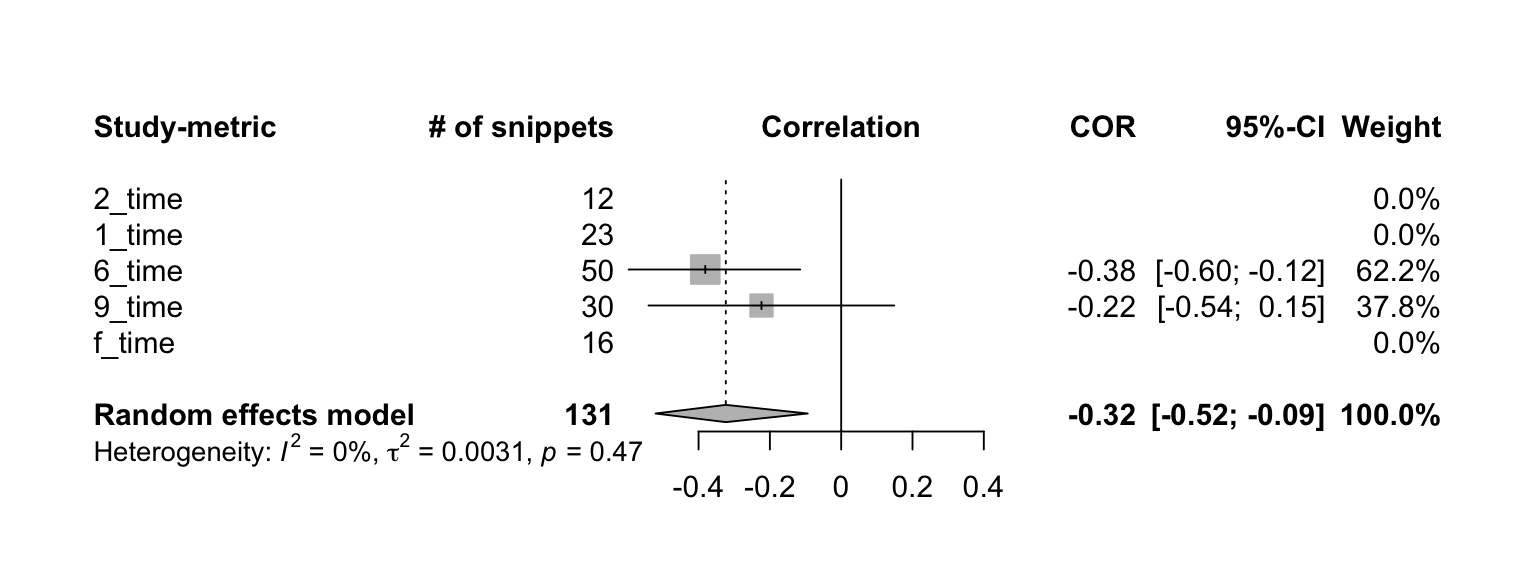 Study-metric # of snippets Correlation COR 95%-CI Weight
2_time 12 0.0%
1_time 23 0.0%
6_time 50 -0.38 [-0.60; -0.12] 62.2%
9_time 30 -0.22 [-0.54; 0.15] 37.8%
f_time 16 0.0%
Random effects model 131 -0.32 [-0.52; -0.09] 100.0%
Heterogeneity: I² = 0%, τ² = 0.0031, p = 0.47
-0.4 -0.2 0 0.2 0.4